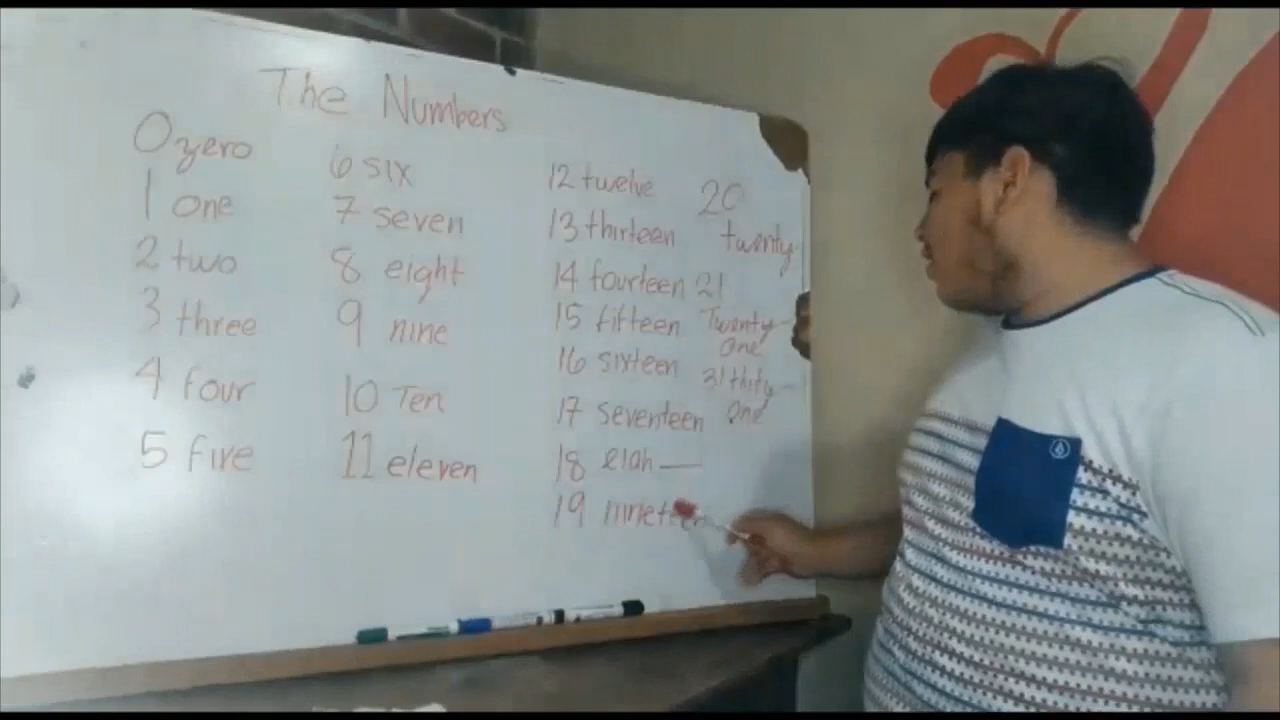 The Numbers
0 zero
1 one
2 two
3 three
4 four
5 five
6 six
7 seven
8 eight
9 nine
10 Ten
11 eleven
12 twelve
13 thirteen
14 fourteen
15 fifteen
16 sixteen
17 seventeen
18 eigh —
19 nineteen
20
twenty
21
Twenty-
One
31 thity-
One